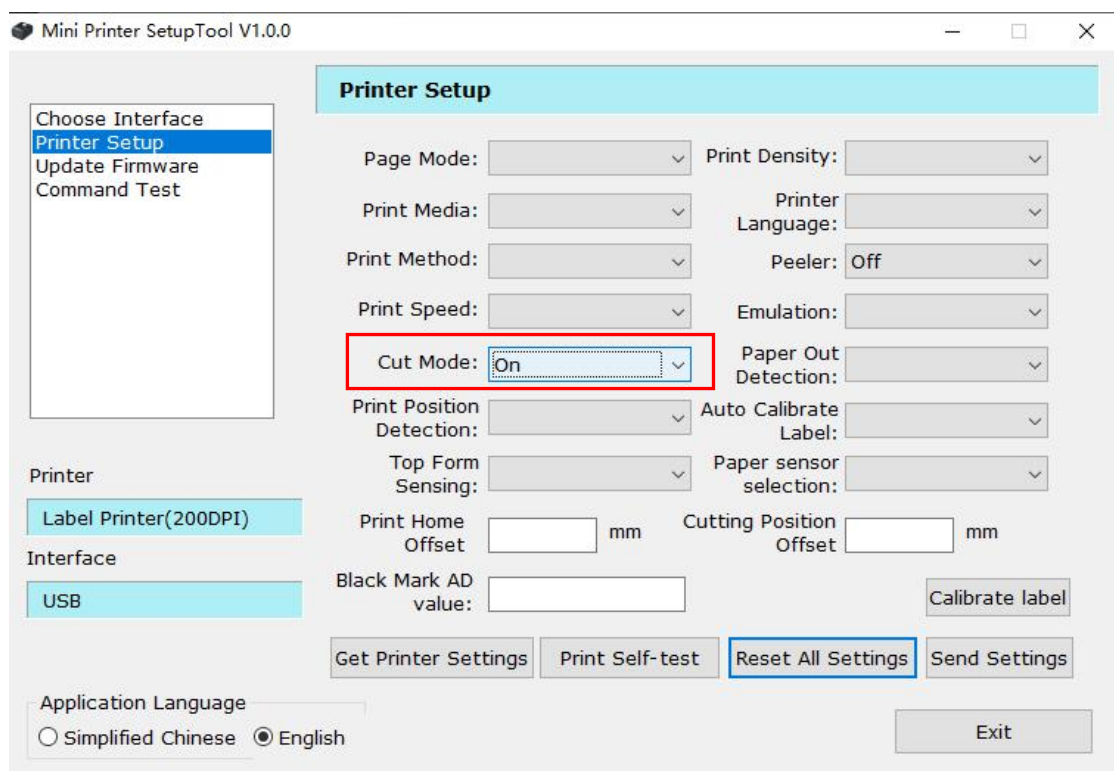 Mini Printer SetupTool V1.0.0
Printer Setup
Choose Interface
Printer Setup
Update Firmware
Command Test
Page Mode:
Print Density:
Print Media:
Printer
Language:
Print Method:
Peeler: Off
Print Speed:
Emulation:
Cut Mode: On
Paper Out
Detection:
Print Position
Detection:
Auto Calibrate
Label:
Top Form
Sensing:
Paper sensor
selection:
Print Home
Offset
mm
Cutting Position
Offset
mm
Black Mark AD
value:
Calibrate label
Get Printer Settings
Print Self-test
Reset All Settings
Send Settings
Printer
Label Printer(200DPI)
Interface
USB
Application Language
Simplified Chinese
English
Exit